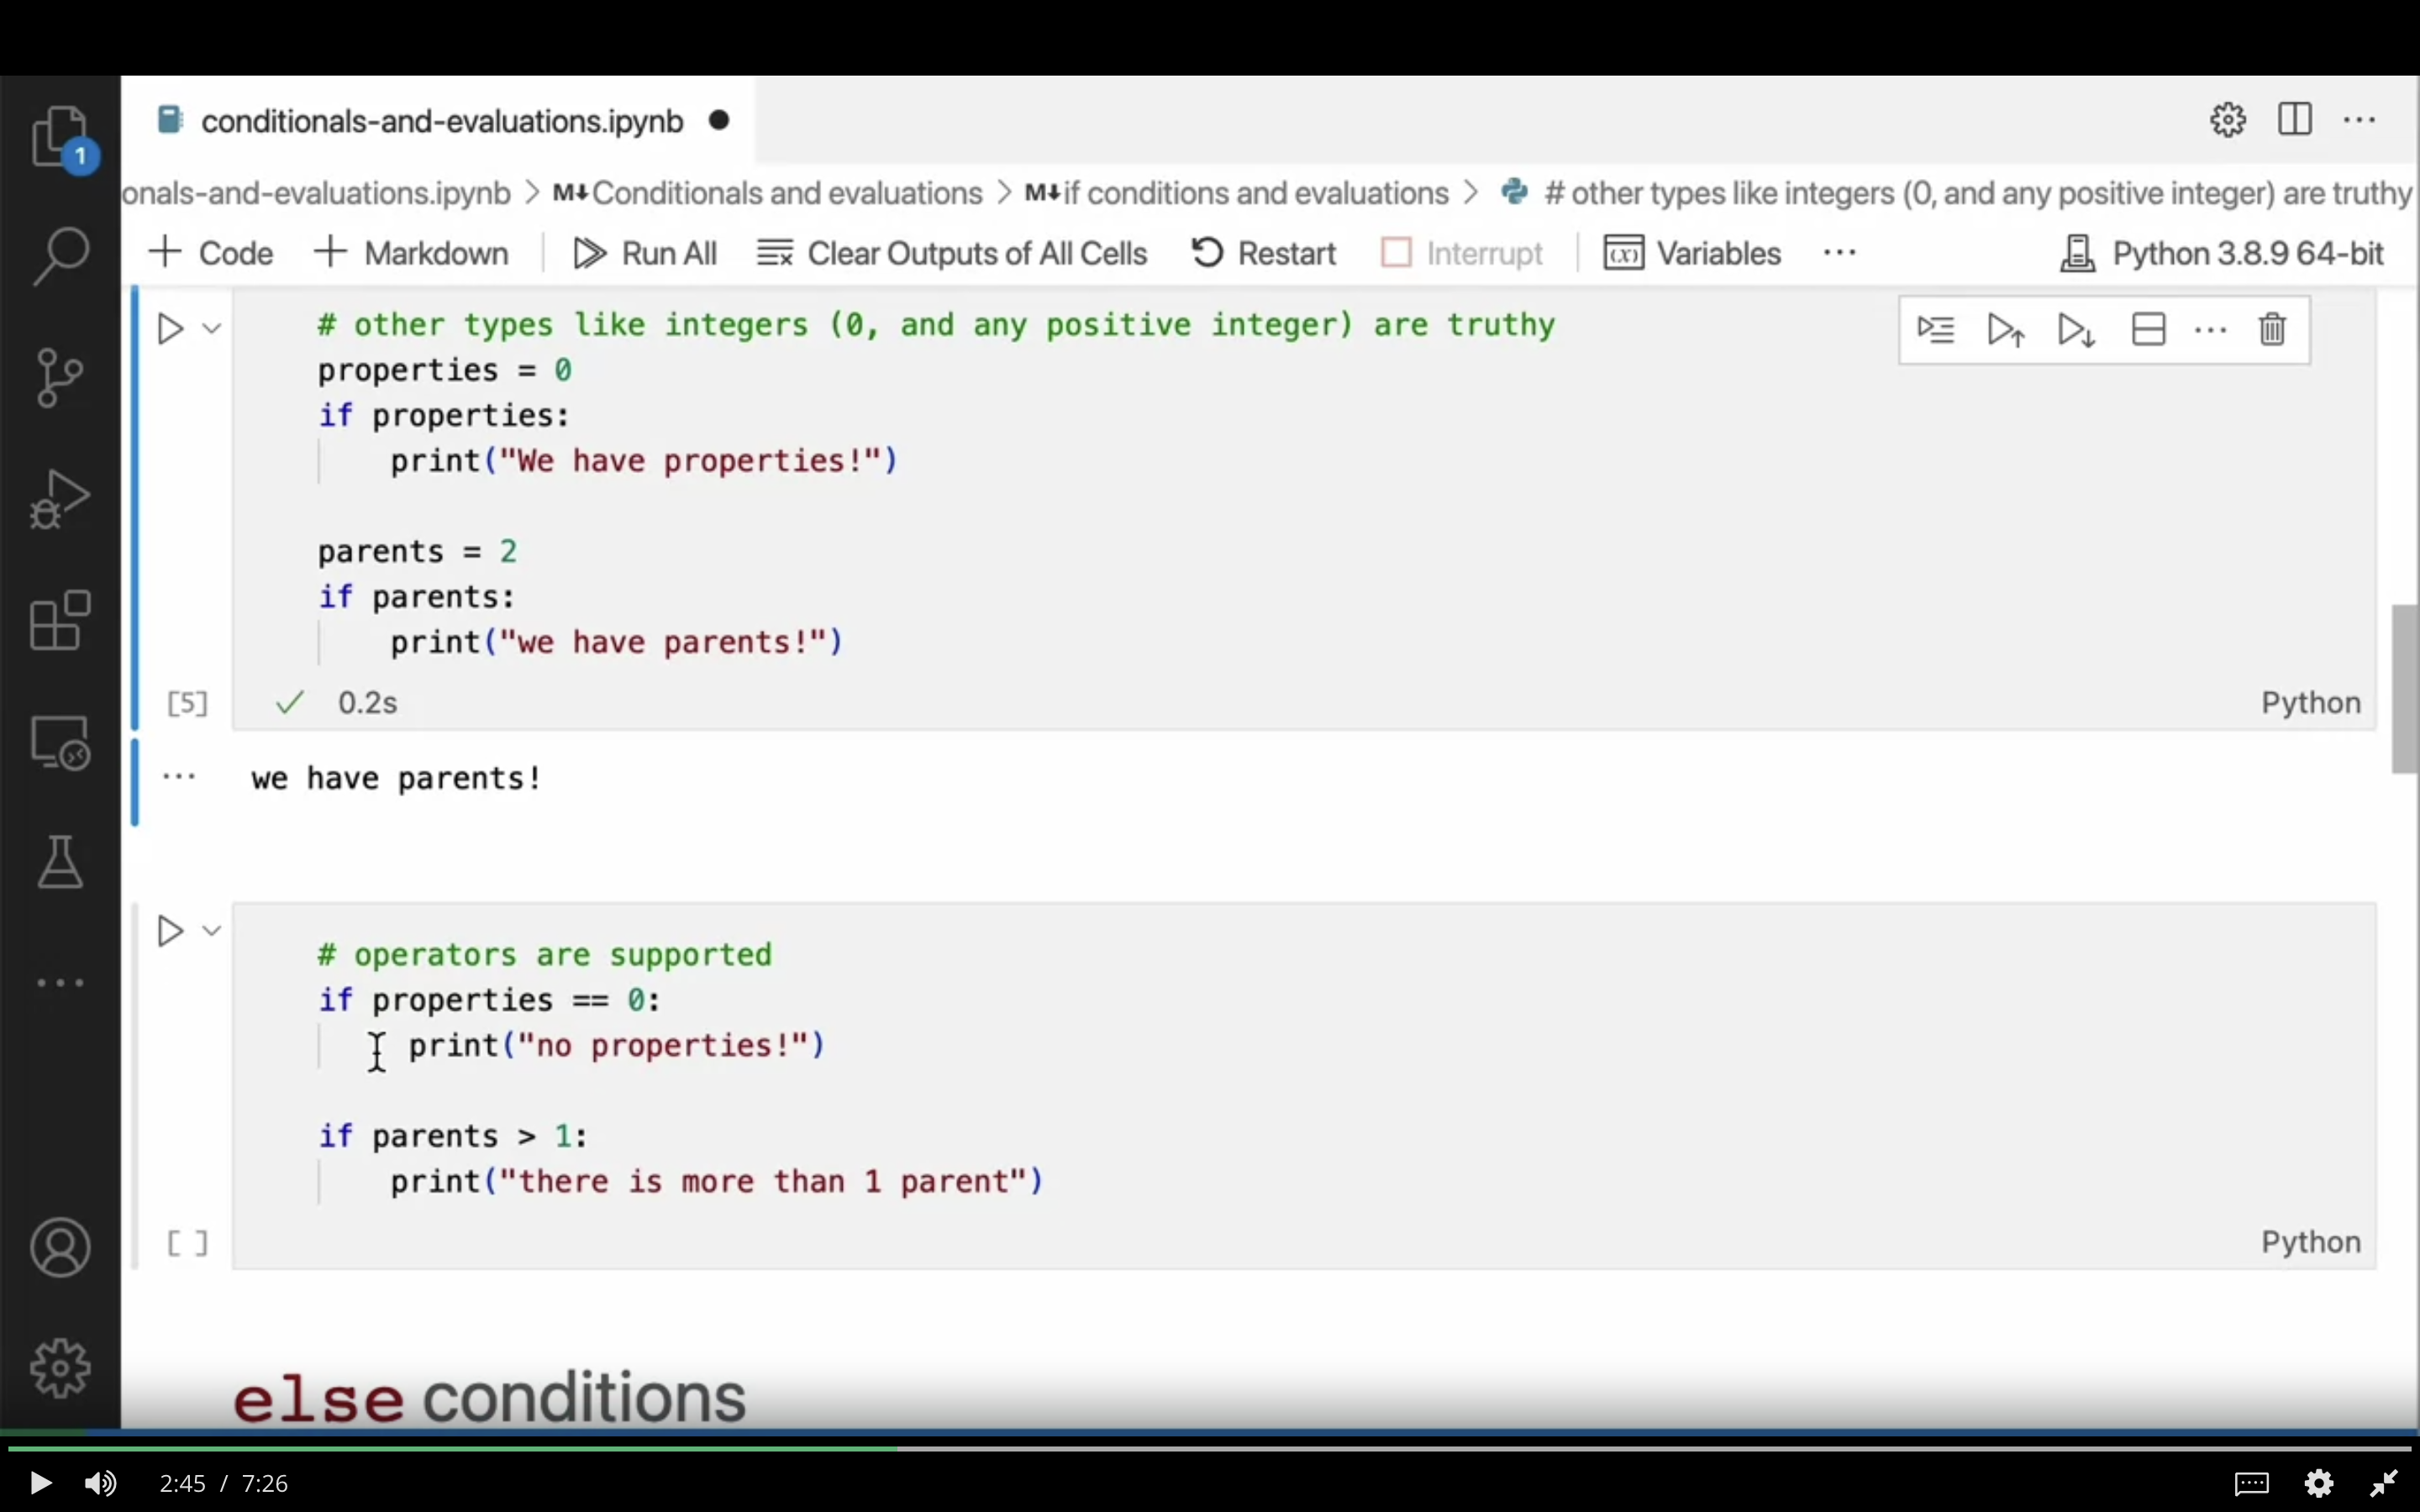 conditionals-and-evaluations.ipynb
1
onals-and-evaluations.ipynb > M↓Conditionals and evaluations > M↓if conditions and evaluations > # other types like integers (0, and any positive integer) are truthy
+ Code + Markdown Run All Clear Outputs of All Cells Restart Interrupt (x) Variables ... Python 3.8.9 64-bit
# other types like integers (0, and any positive integer) are truthy
properties = 0
if properties:
    print("We have properties!")
parents = 2
if parents:
    print("we have parents!")
[5] ✓ 0.2s Python
... we have parents!
# operators are supported
if properties == 0:
     print("no properties!")
if parents > 1:
    print("there is more than 1 parent")
[ ] Python
else conditions
2:45 / 7:26